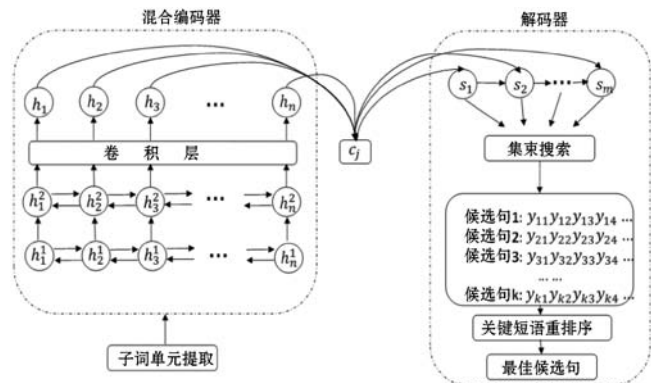 混合编码器
解码器
h₁ h₂ h₃ ... hₙ
s₁ s₂ ... sₘ
卷 积 层
cⱼ
集束搜索
h₁² h₂² h₃² ... hₙ²
h₁¹ h₂¹ h₃¹ ... hₙ¹
候选句1: y₁₁y₁₂y₁₃y₁₄ ...
候选句2: y₂₁y₂₂y₂₃y₂₄ ...
候选句3: y₃₁y₃₂y₃₃y₃₄ ...
... ...
候选句k: yₖ₁yₖ₂yₖ₃yₖ₄ ...
关键短语重排序
子词单元提取
最佳候选句